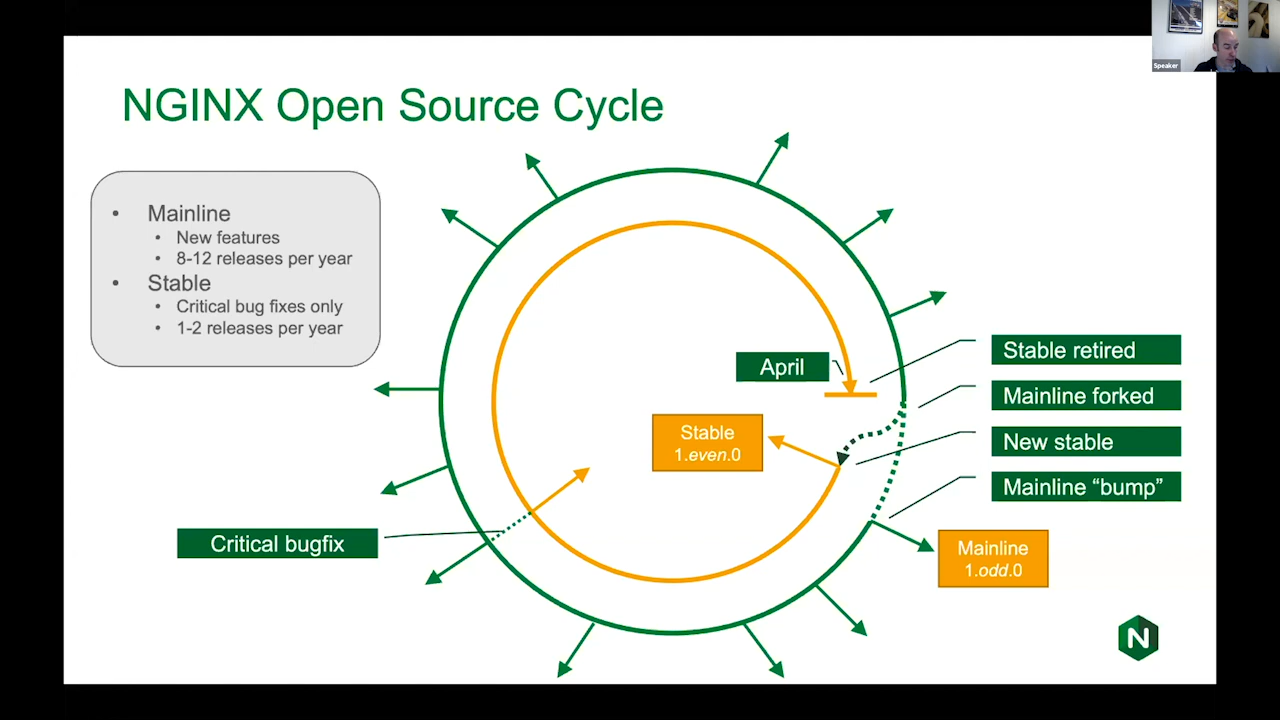 NGINX Open Source Cycle
• Mainline
• New features
• 8-12 releases per year
• Stable
• Critical bug fixes only
• 1-2 releases per year
April
Stable retired
Mainline forked
New stable
Mainline “bump”
Stable
1.even.0
Critical bugfix
Mainline
1.odd.0
N
Speaker